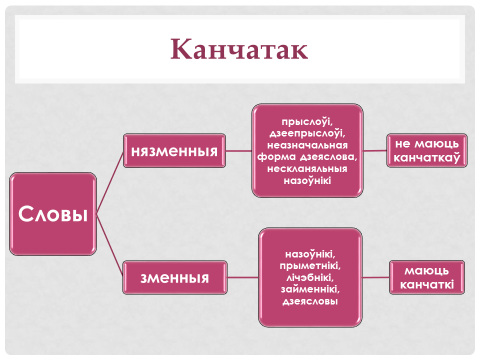 Канчатак
Словы
нязменныя
прыслоўі,
дзеепрыслоўі,
неазначальная
форма дзеяслова,
нескланяльныя
назоўнікі
не маюць
канчаткаў
зменныя
назоўнікі,
прыметнікі,
лічэбнікі,
займеннікі,
дзеясловы
маюць
канчаткі